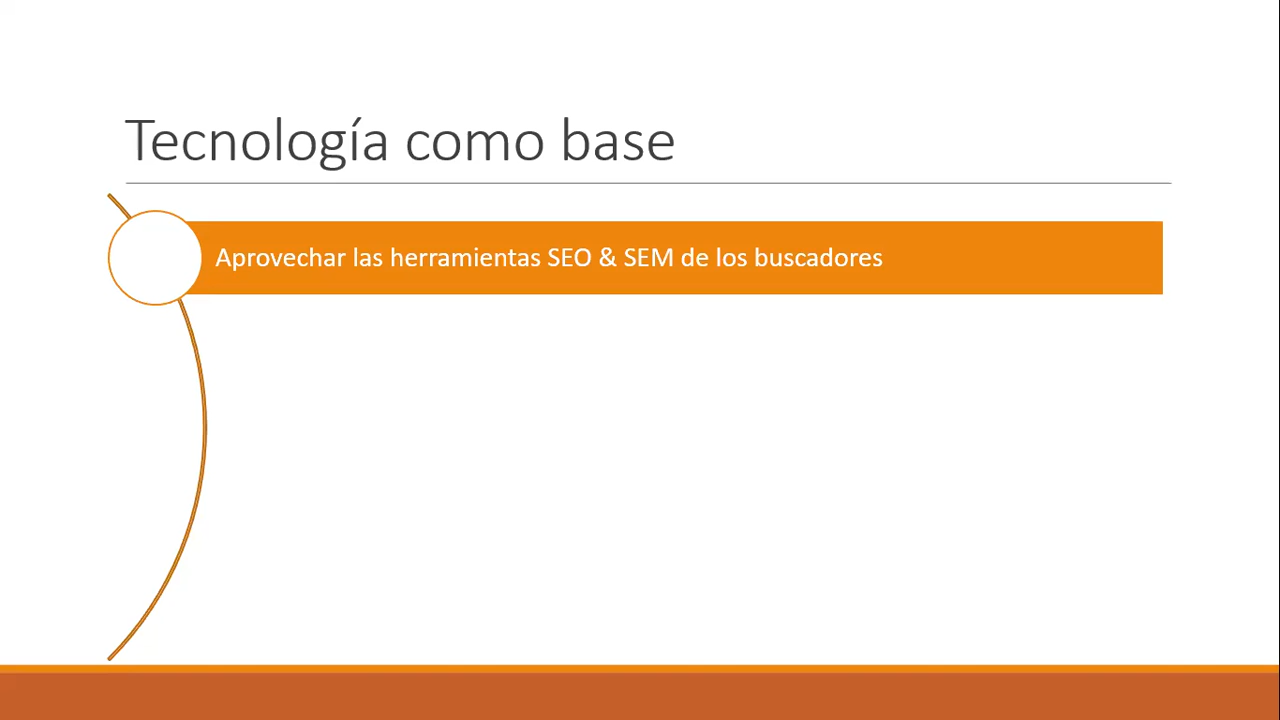 Tecnología como base
Aprovechar las herramientas SEO & SEM de los buscadores